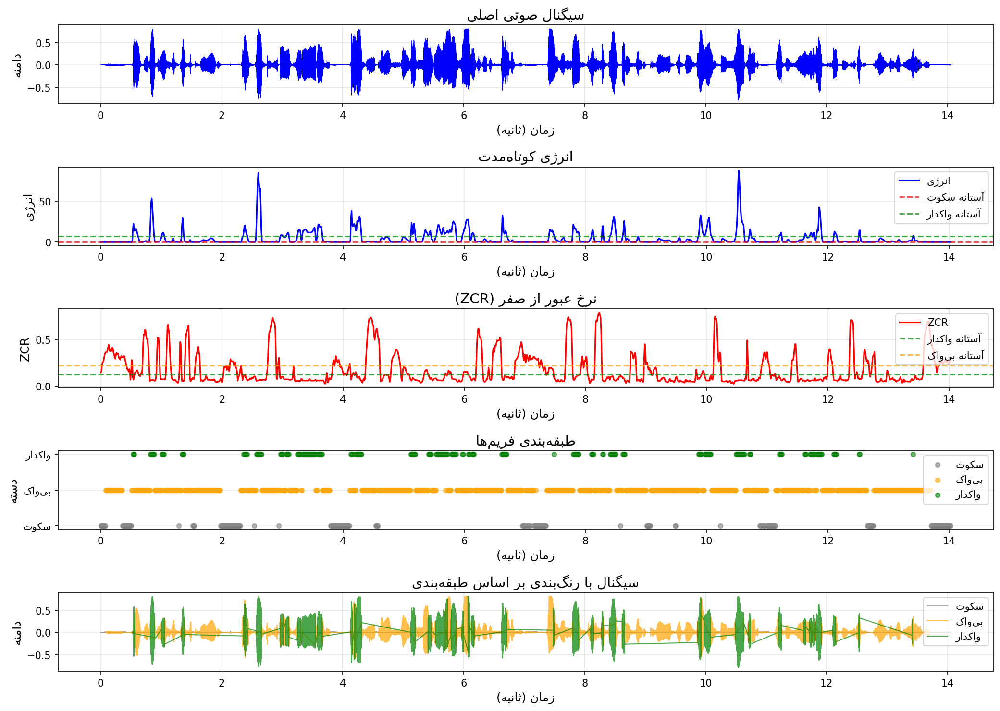 سیگنال صوتی اصلی
دامنه
0.5
0.0
−0.5
0 2 4 6 8 10 12 14
زمان (ثانیه)
انرژی کوتاه‌مدت
انرژی
50
0
انرژی
آستانه سکوت
آستانه واکدار
0 2 4 6 8 10 12 14
زمان (ثانیه)
نرخ عبور از صفر (ZCR)
ZCR
0.5
0.0
ZCR
آستانه واکدار
آستانه بی‌واک
0 2 4 6 8 10 12 14
زمان (ثانیه)
طبقه‌بندی فریم‌ها
دسته
واکدار
بی‌واک
سکوت
سکوت
بی‌واک
واکدار
0 2 4 6 8 10 12 14
زمان (ثانیه)
سیگنال با رنگ‌بندی بر اساس طبقه‌بندی
دامنه
0.5
0.0
−0.5
سکوت
بی‌واک
واکدار
0 2 4 6 8 10 12 14
زمان (ثانیه)